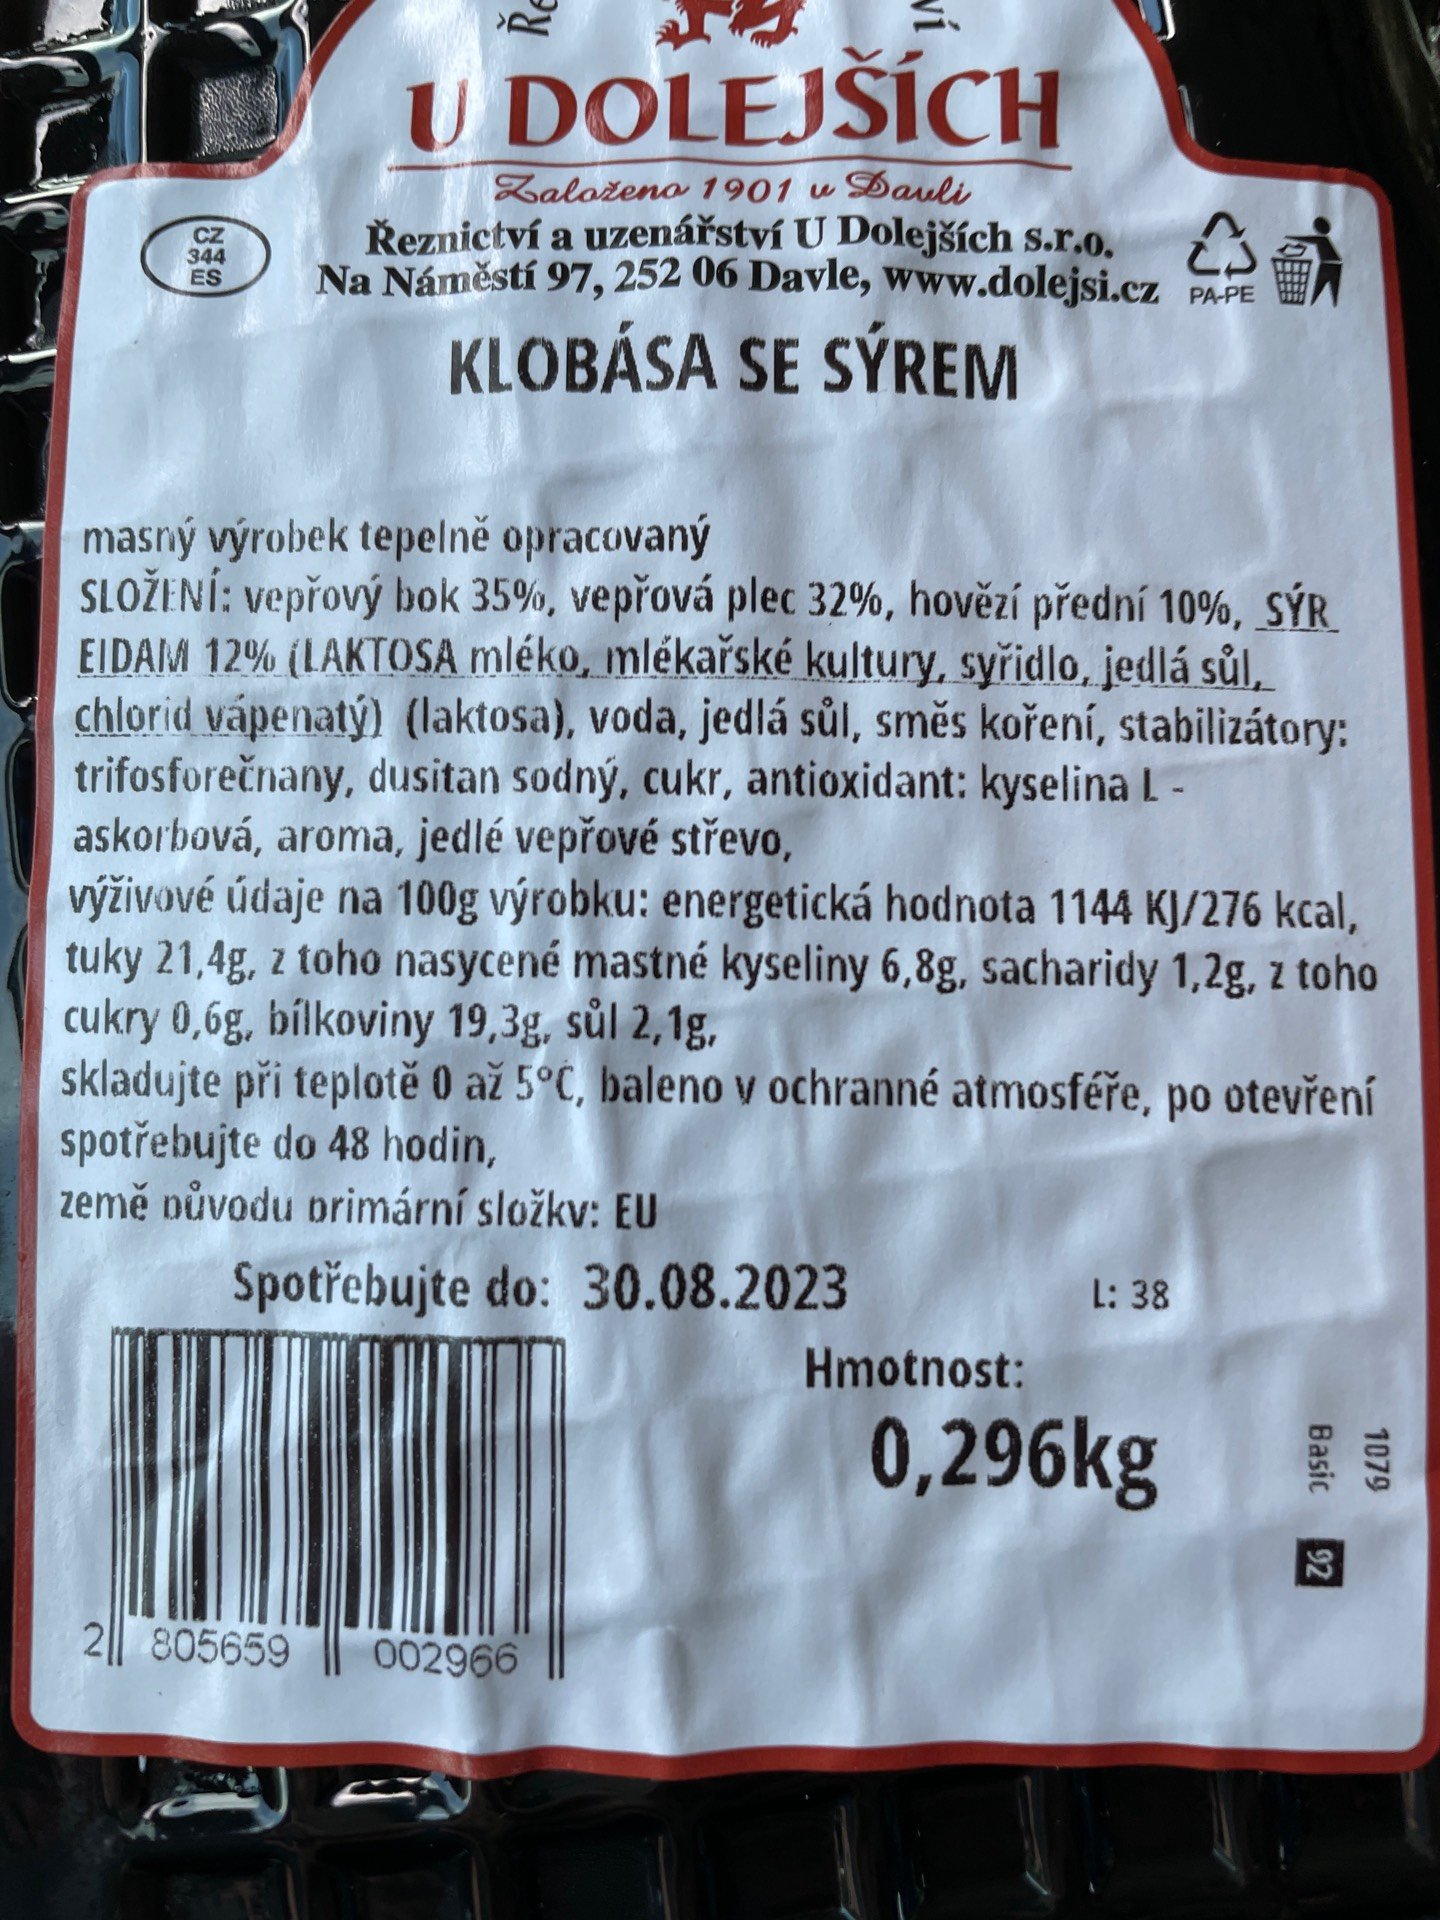 U DOLEJŠÍCH
Založeno 1901 v Davli
CZ
344
ES
Řeznictví a uzenářství U Dolejších s.r.o.
Na Náměstí 97, 252 06 Davle, www.dolejsi.cz
PA-PE
KLOBÁSA SE SÝREM
masný výrobek tepelně opracovaný
SLOŽENÍ: vepřový bok 35%, vepřová plec 32%, hovězí přední 10%, SÝR
EIDAM 12% (LAKTOSA mléko, mlékařské kultury, syřidlo, jedlá sůl,
chlorid vápenatý) (laktosa), voda, jedlá sůl, směs koření, stabilizátory:
trifosforečnany, dusitan sodný, cukr, antioxidant: kyselina L -
askorbová, aroma, jedlé vepřové střevo,
výživové údaje na 100g výrobku: energetická hodnota 1144 KJ/276 kcal,
tuky 21,4g, z toho nasycené mastné kyseliny 6,8g, sacharidy 1,2g, z toho
cukry 0,6g, bílkoviny 19,3g, sůl 2,1g,
skladujte při teplotě 0 až 5°C, baleno v ochranné atmosféře, po otevření
spotřebujte do 48 hodin,
země původu primární složky: EU
Spotřebujte do: 30.08.2023
L: 38
Hmotnost:
0,296kg
1079
Basic 92
2 805659 002966